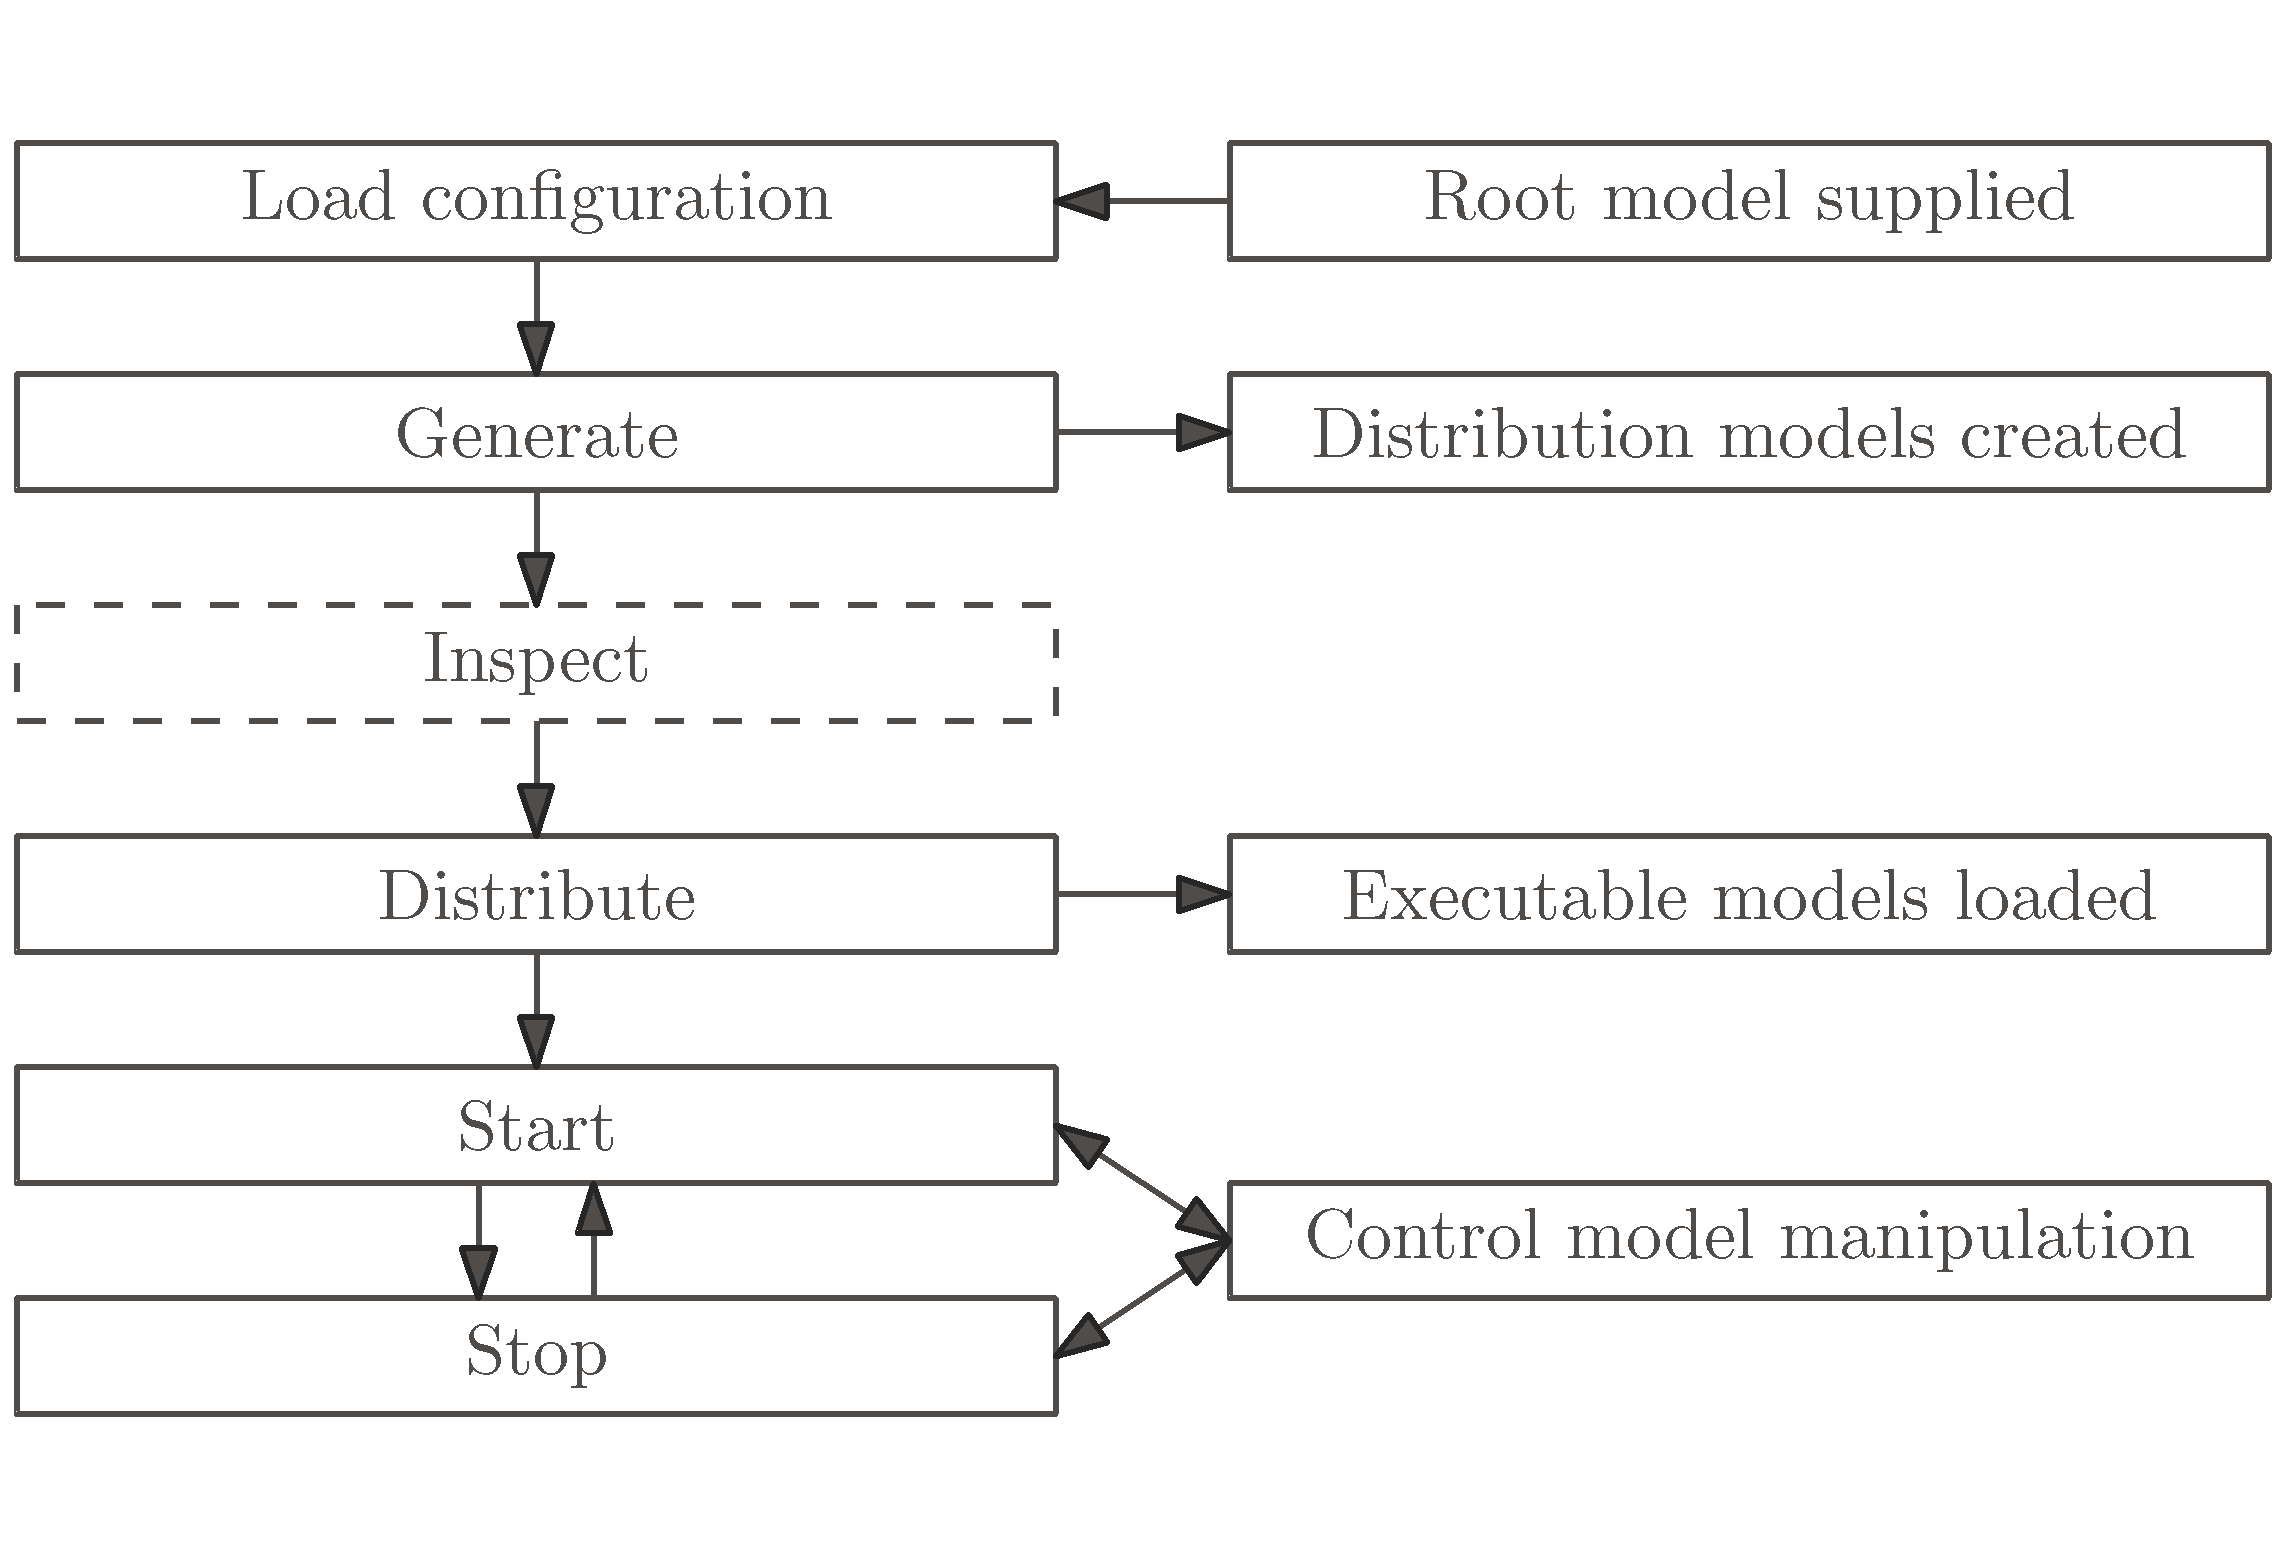 Load configuration
Root model supplied
Generate
Distribution models created
Inspect
Distribute
Executable models loaded
Start
Control model manipulation
Stop